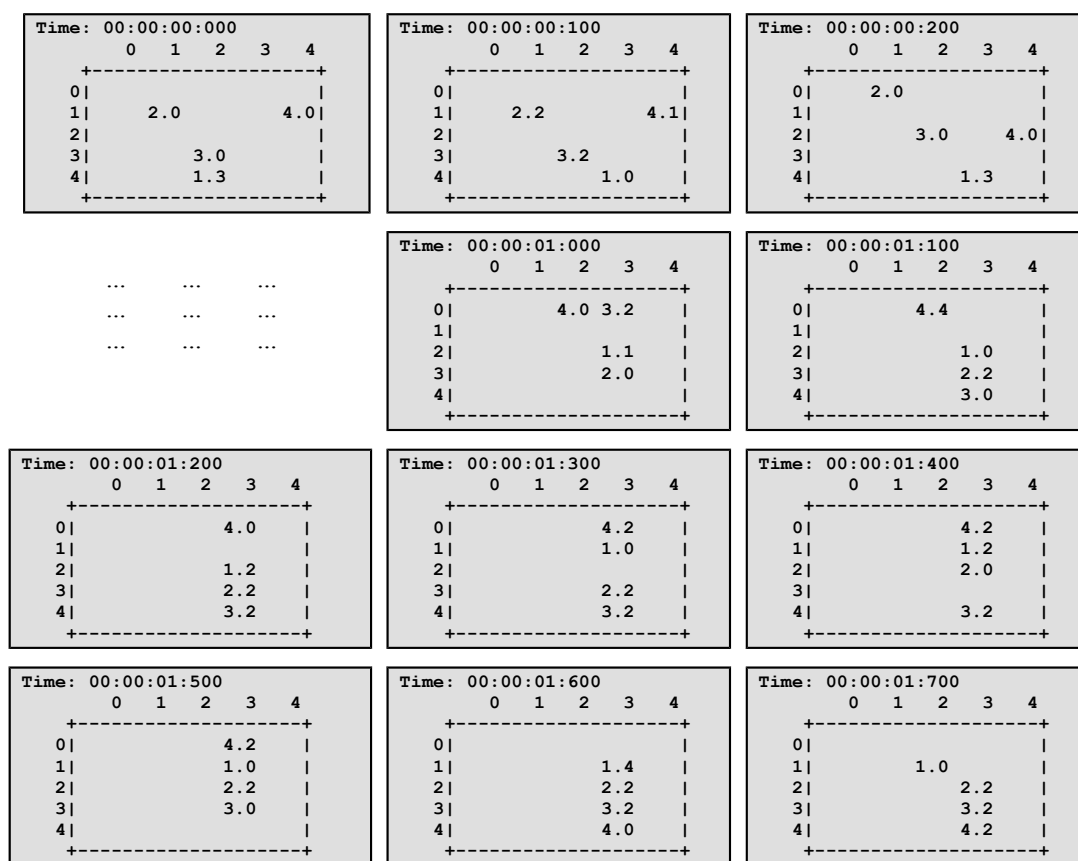 Time: 00:00:00:000
0 1 2 3 4
+---------------------+
0| |
1| 2.0 4.0|
2| |
3| 3.0 |
4| 1.3 |
+---------------------+
Time: 00:00:00:100
0 1 2 3 4
+---------------------+
0| |
1| 2.2 4.1|
2| |
3| 3.2 |
4| 1.0 |
+---------------------+
Time: 00:00:00:200
0 1 2 3 4
+---------------------+
0| 2.0 |
1| |
2| 3.0 4.0|
3| |
4| 1.3 |
+---------------------+
... ... ...
... ... ...
... ... ...
Time: 00:00:01:000
0 1 2 3 4
+---------------------+
0| 4.0 3.2 |
1| |
2| 1.1 |
3| 2.0 |
4| |
+---------------------+
Time: 00:00:01:100
0 1 2 3 4
+---------------------+
0| 4.4 |
1| |
2| 1.0 |
3| 2.2 |
4| 3.0 |
+---------------------+
Time: 00:00:01:200
0 1 2 3 4
+---------------------+
0| 4.0 |
1| |
2| 1.2 |
3| 2.2 |
4| 3.2 |
+---------------------+
Time: 00:00:01:300
0 1 2 3 4
+---------------------+
0| 4.2 |
1| 1.0 |
2| |
3| 2.2 |
4| 3.2 |
+---------------------+
Time: 00:00:01:400
0 1 2 3 4
+---------------------+
0| 4.2 |
1| 1.2 |
2| 2.0 |
3| |
4| 3.2 |
+---------------------+
Time: 00:00:01:500
0 1 2 3 4
+---------------------+
0| 4.2 |
1| 1.0 |
2| 2.2 |
3| 3.0 |
4| |
+---------------------+
Time: 00:00:01:600
0 1 2 3 4
+---------------------+
0| |
1| 1.4 |
2| 2.2 |
3| 3.2 |
4| 4.0 |
+---------------------+
Time: 00:00:01:700
0 1 2 3 4
+---------------------+
0| |
1| 1.0 |
2| 2.2 |
3| 3.2 |
4| 4.2 |
+---------------------+